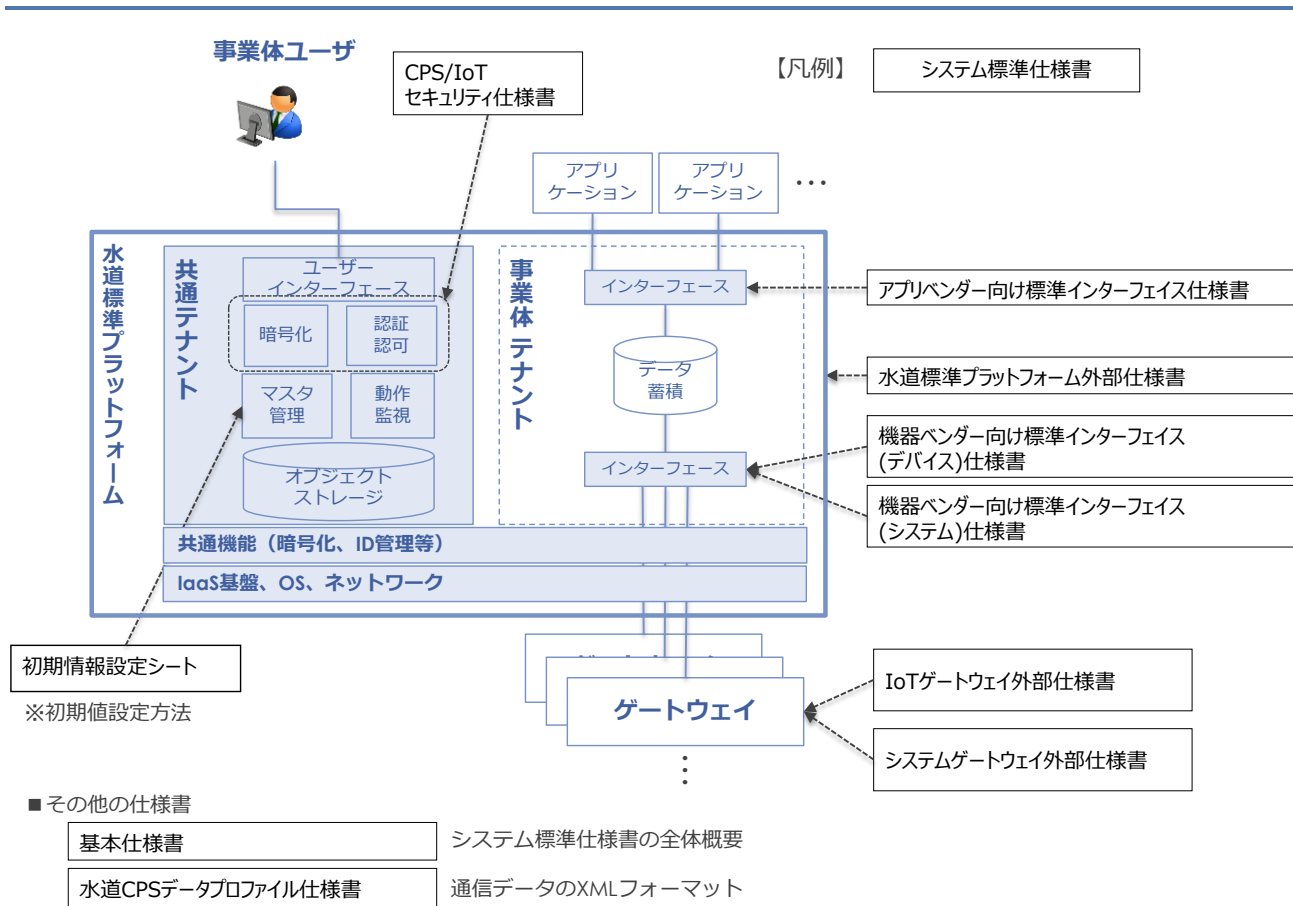 事業体ユーザ
CPS/IoT
セキュリティ仕様書
【凡例】
システム標準仕様書
アプリ
ケーション
アプリ
ケーション
・・・
水道標準プラットフォーム
共通テナント
ユーザー
インターフェース
暗号化
認証
認可
マスタ
管理
動作
監視
オブジェクト
ストレージ
事業体 テナント
インターフェース
データ
蓄積
インターフェース
共通機能（暗号化、ID管理等）
IaaS基盤、OS、ネットワーク
アプリベンダー向け標準インターフェイス仕様書
水道標準プラットフォーム外部仕様書
機器ベンダー向け標準インターフェイス
(デバイス)仕様書
機器ベンダー向け標準インターフェイス
(システム)仕様書
初期情報設定シート
※初期値設定方法
ゲートウェイ
IoTゲートウェイ外部仕様書
システムゲートウェイ外部仕様書
■その他の仕様書
基本仕様書
システム標準仕様書の全体概要
水道CPSデータプロファイル仕様書
通信データのXMLフォーマット